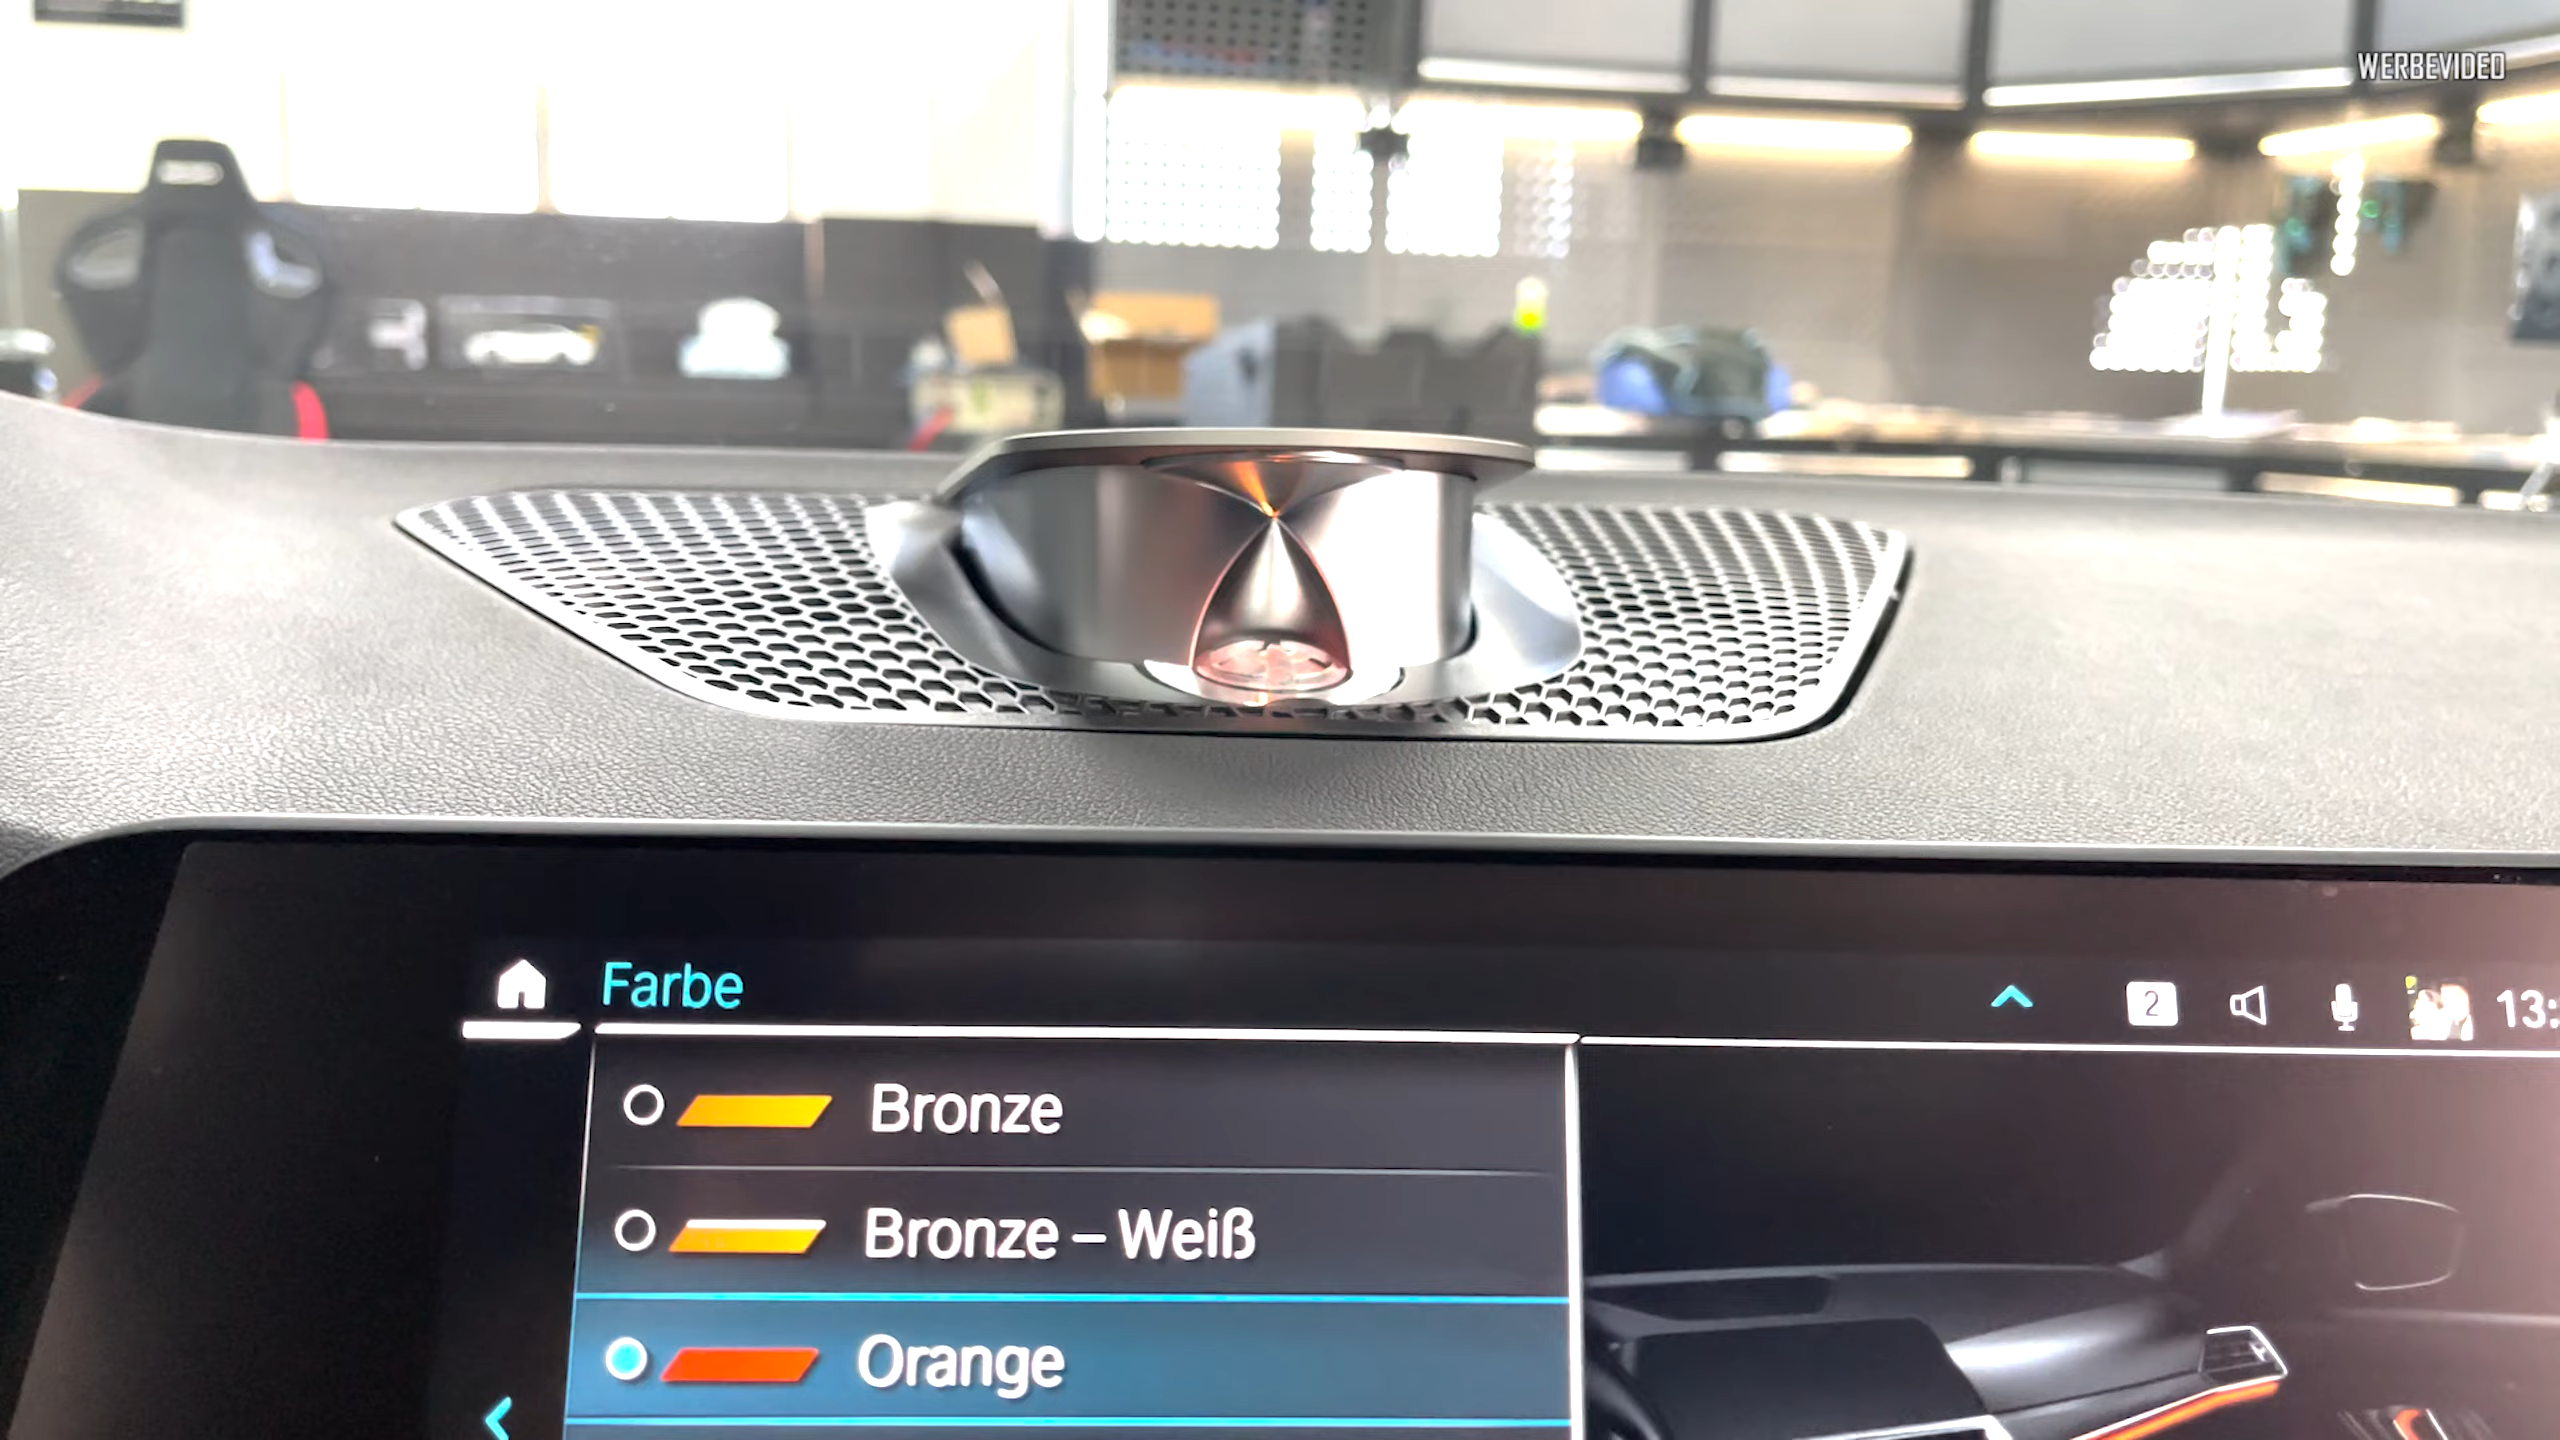 WERBEVIDEO
Farbe
2
13:
Bronze
Bronze – Weiß
Orange